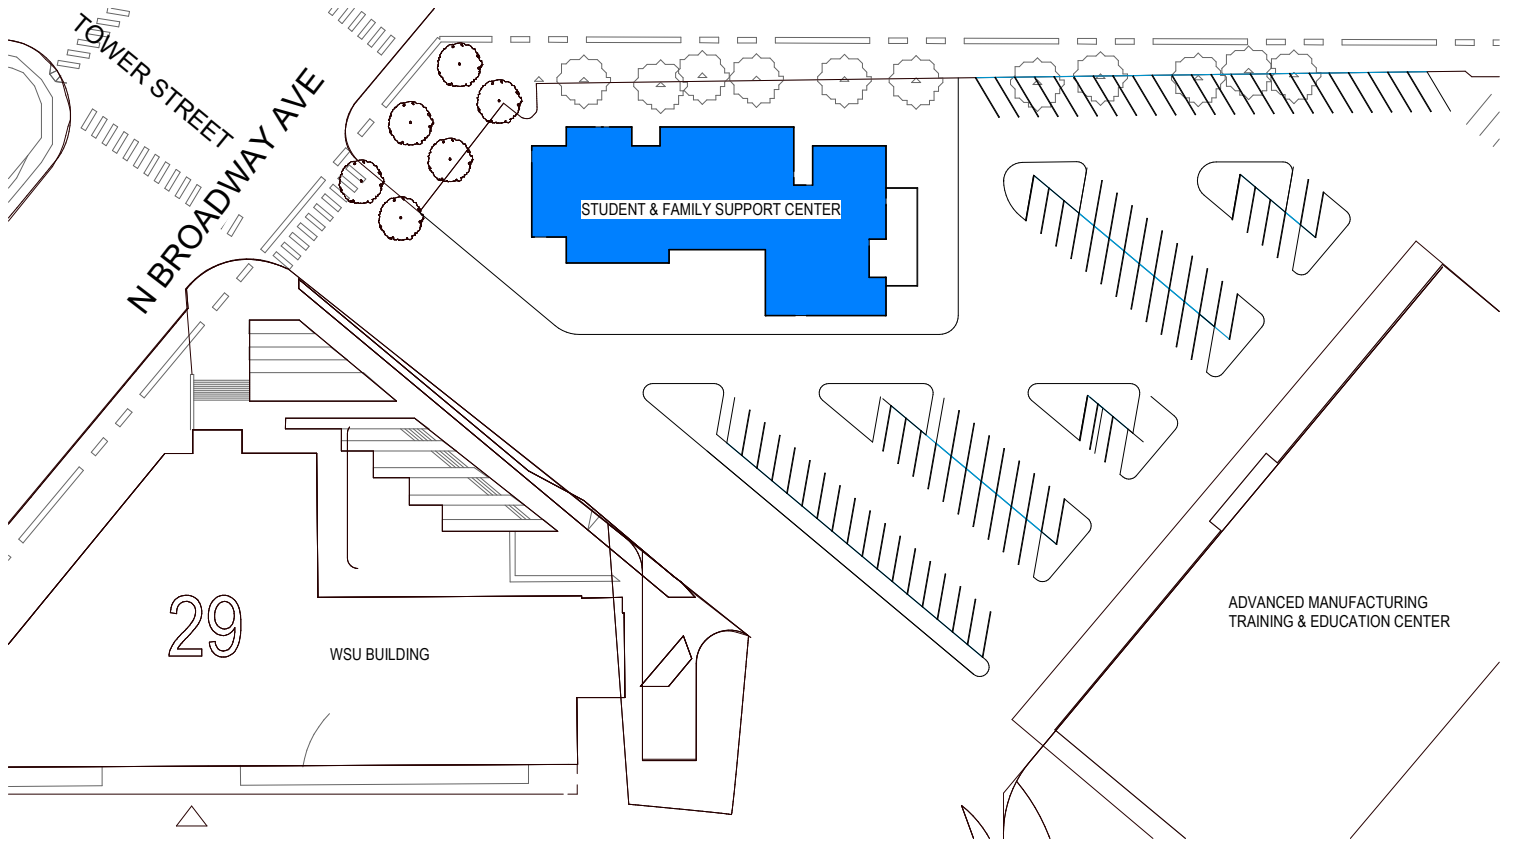 TOWER STREET
N BROADWAY AVE
STUDENT & FAMILY SUPPORT CENTER
29
WSU BUILDING
ADVANCED MANUFACTURING
TRAINING & EDUCATION CENTER